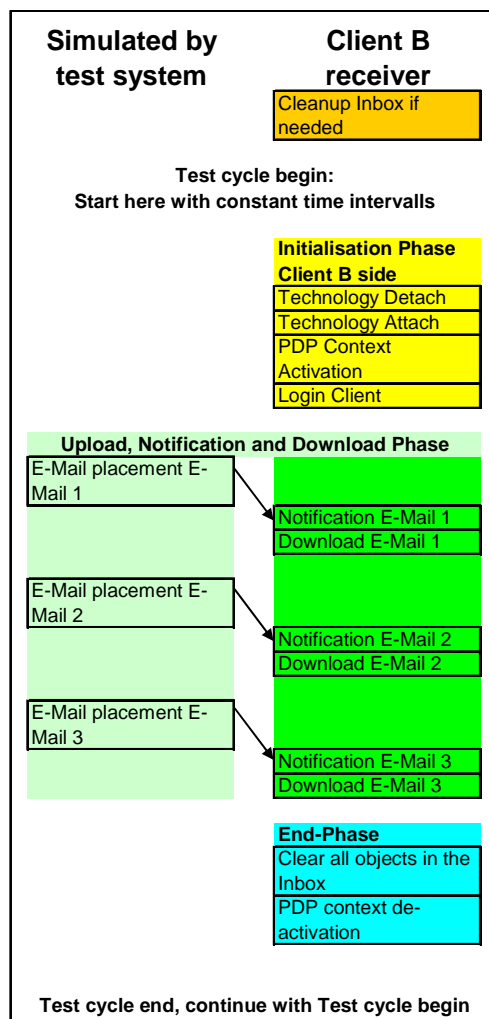 Simulated by
test system
Client B
receiver
Cleanup Inbox if
needed
Test cycle begin:
Start here with constant time intervalls
Initialisation Phase
Client B side
Technology Detach
Technology Attach
PDP Context
Activation
Login Client
Upload, Notification and Download Phase
E-Mail placement E-
Mail 1
Notification E-Mail 1
Download E-Mail 1
E-Mail placement E-
Mail 2
Notification E-Mail 2
Download E-Mail 2
E-Mail placement E-
Mail 3
Notification E-Mail 3
Download E-Mail 3
End-Phase
Clear all objects in the
Inbox
PDP context de-
activation
Test cycle end, continue with Test cycle begin